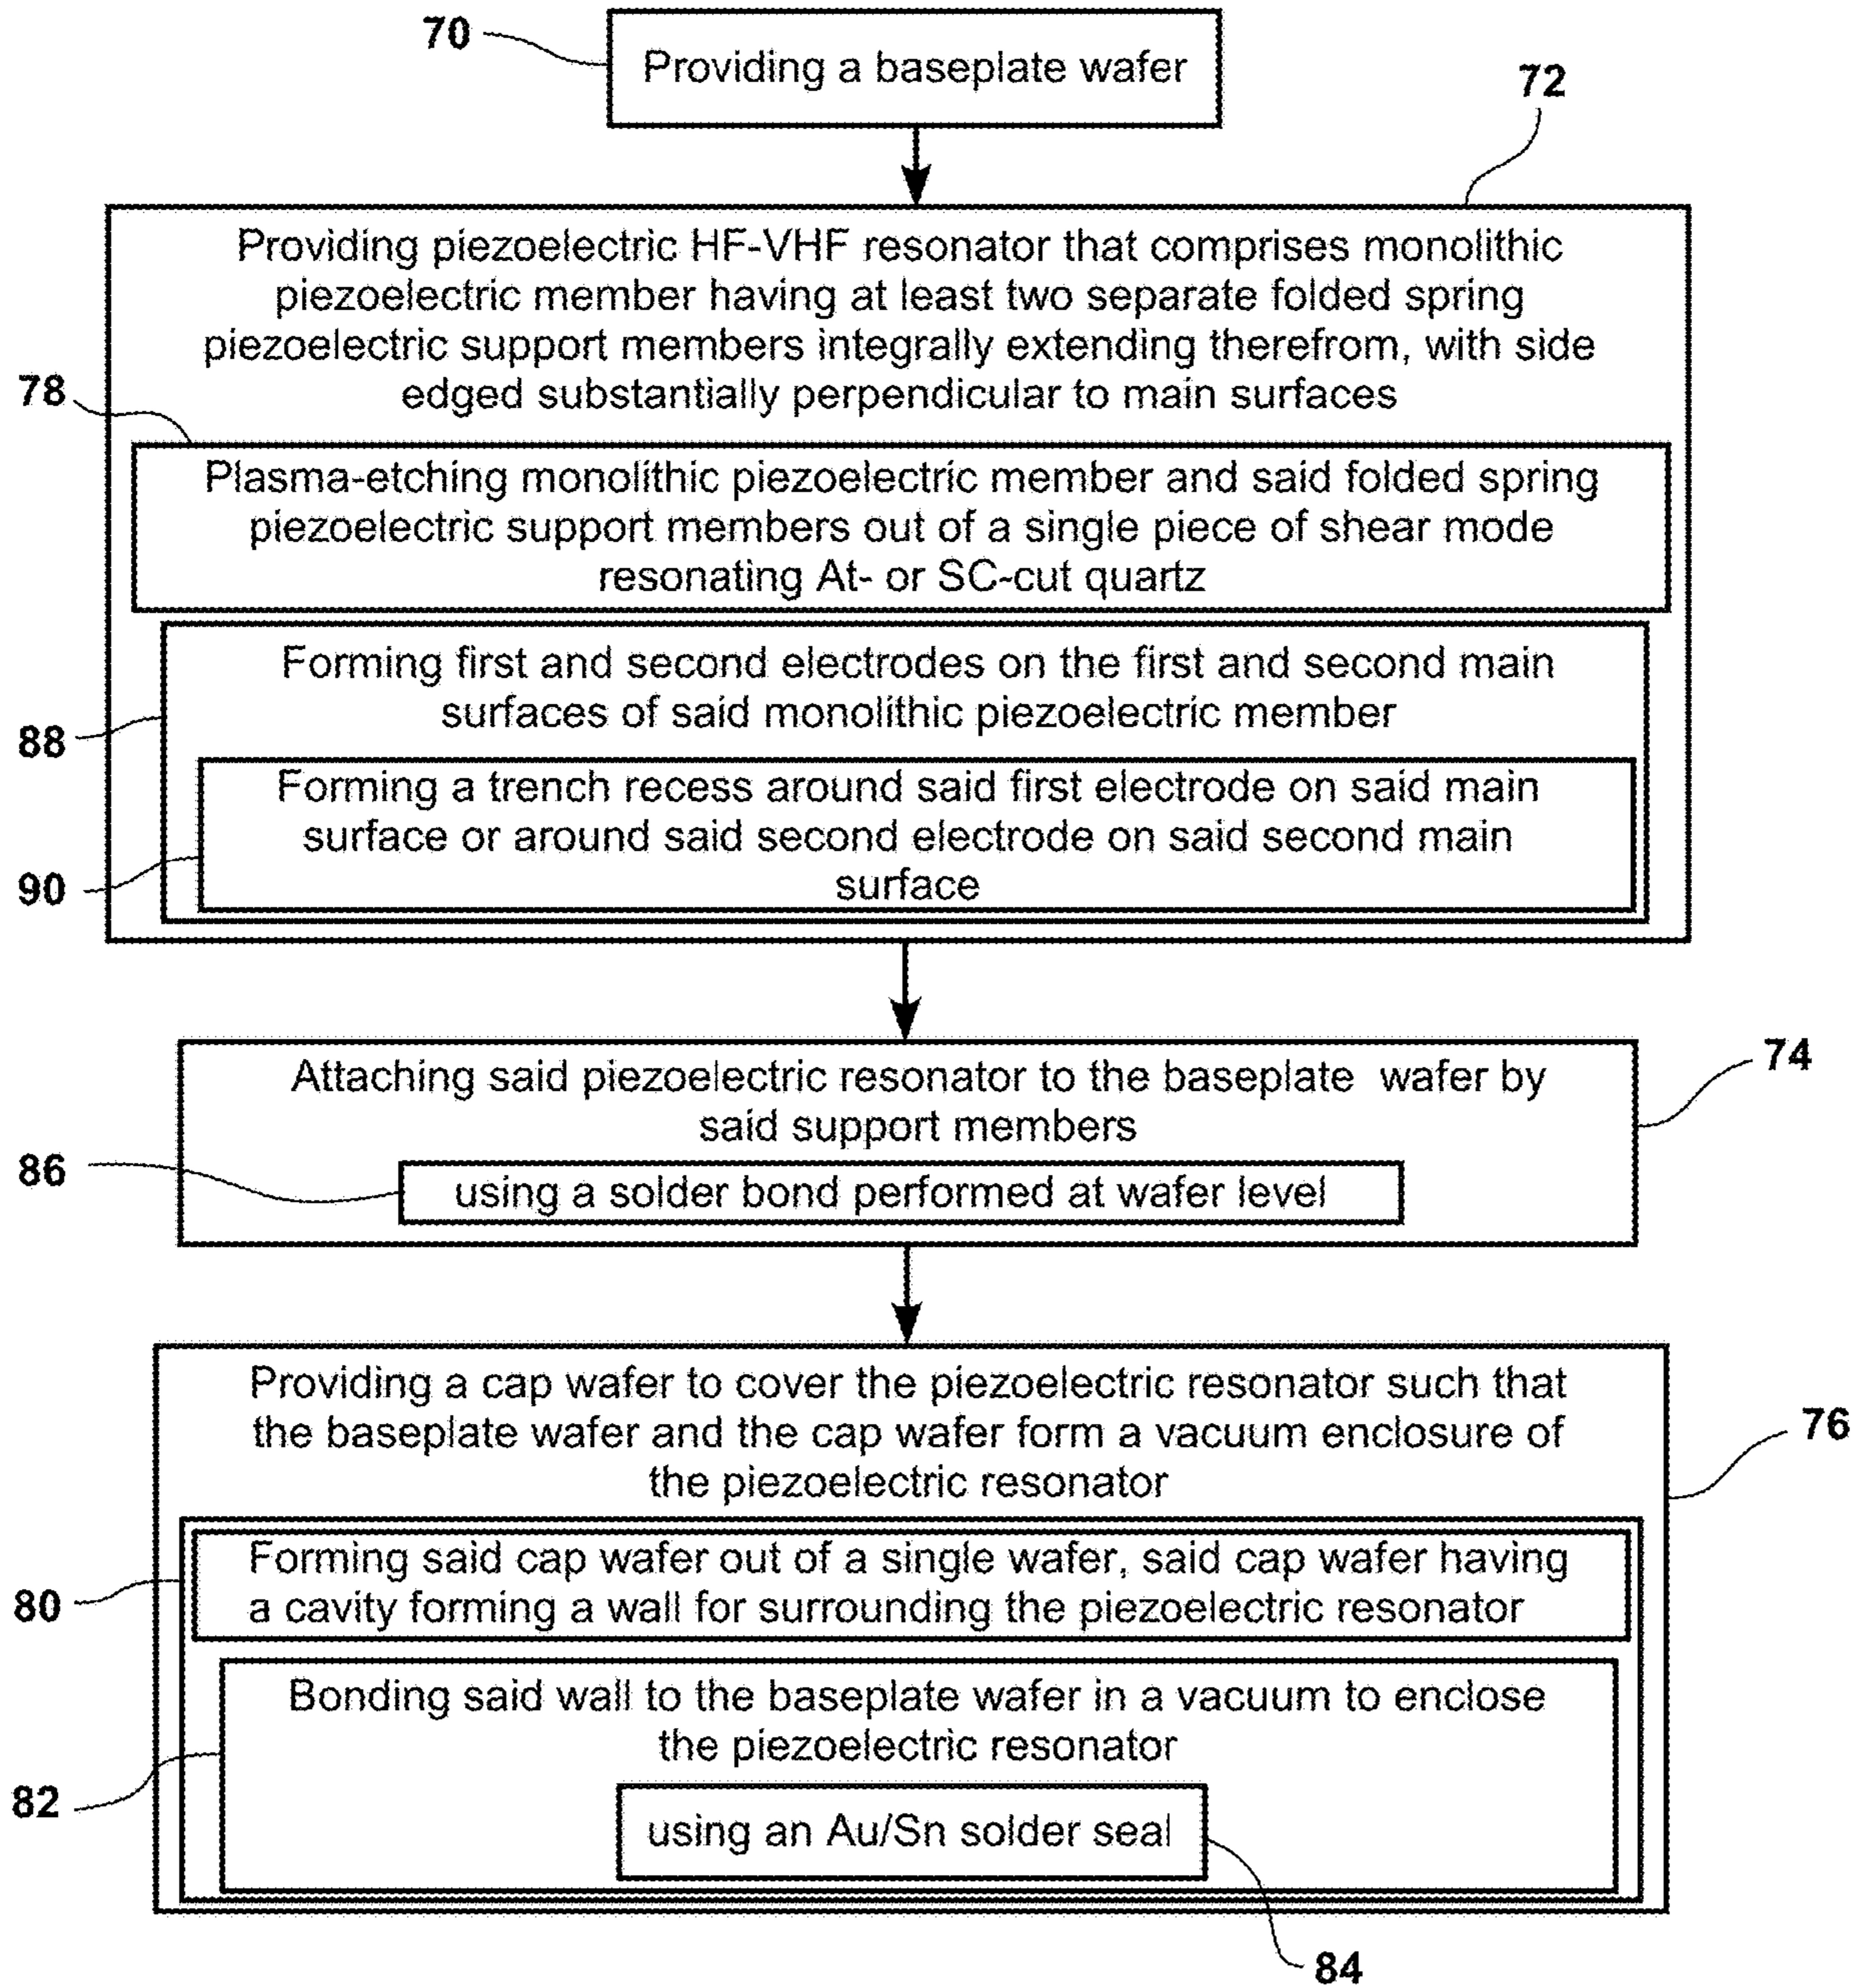 70
Providing a baseplate wafer
72
Providing piezoelectric HF-VHF resonator that comprises monolithic
piezoelectric member having at least two separate folded spring
piezoelectric support members integrally extending therefrom, with side
edged substantially perpendicular to main surfaces
78
Plasma-etching monolithic piezoelectric member and said folded spring
piezoelectric support members out of a single piece of shear mode
resonating At- or SC-cut quartz
Forming first and second electrodes on the first and second main
surfaces of said monolithic piezoelectric member
88
Forming a trench recess around said first electrode on said main
surface or around said second electrode on said second main
surface
90
Attaching said piezoelectric resonator to the baseplate wafer by
said support members
74
86
using a solder bond performed at wafer level
Providing a cap wafer to cover the piezoelectric resonator such that
the baseplate wafer and the cap wafer form a vacuum enclosure of
the piezoelectric resonator
76
Forming said cap wafer out of a single wafer, said cap wafer having
a cavity forming a wall for surrounding the piezoelectric resonator
80
Bonding said wall to the baseplate wafer in a vacuum to enclose
the piezoelectric resonator
82
using an Au/Sn solder seal
84